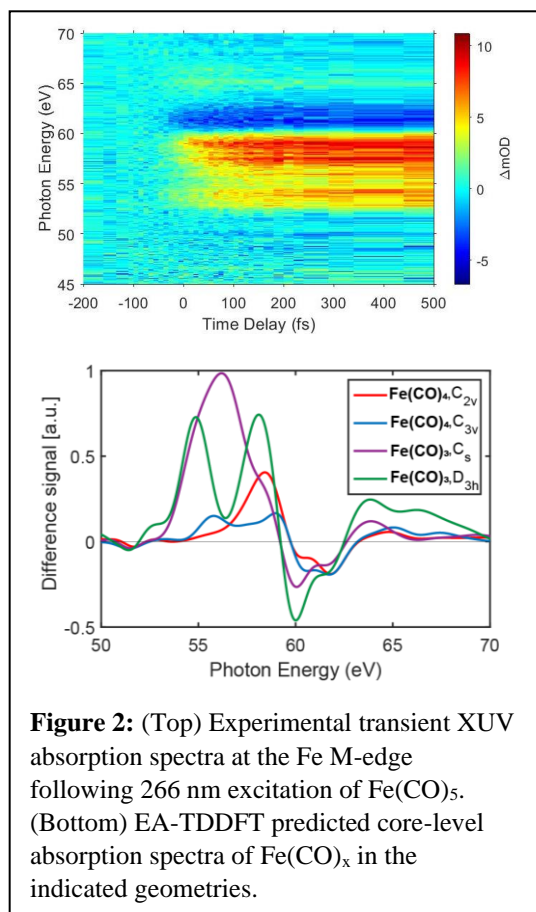 70
65
60
55
50
45
Photon Energy (eV)
-200 -100 0 100 200 300 400 500
Time Delay (fs)
10
5
0
-5
ΔmOD
1
0.5
0
-0.5
Difference signal [a.u.]
Fe(CO)₄,C₂ᵥ
Fe(CO)₄,C₃ᵥ
Fe(CO)₃,Cₛ
Fe(CO)₃,D₃ₕ
50 55 60 65 70
Photon Energy (eV)
Figure 2: (Top) Experimental transient XUV
absorption spectra at the Fe M-edge
following 266 nm excitation of Fe(CO)₅.
(Bottom) EA-TDDFT predicted core-level
absorption spectra of Fe(CO)ₓ in the
indicated geometries.